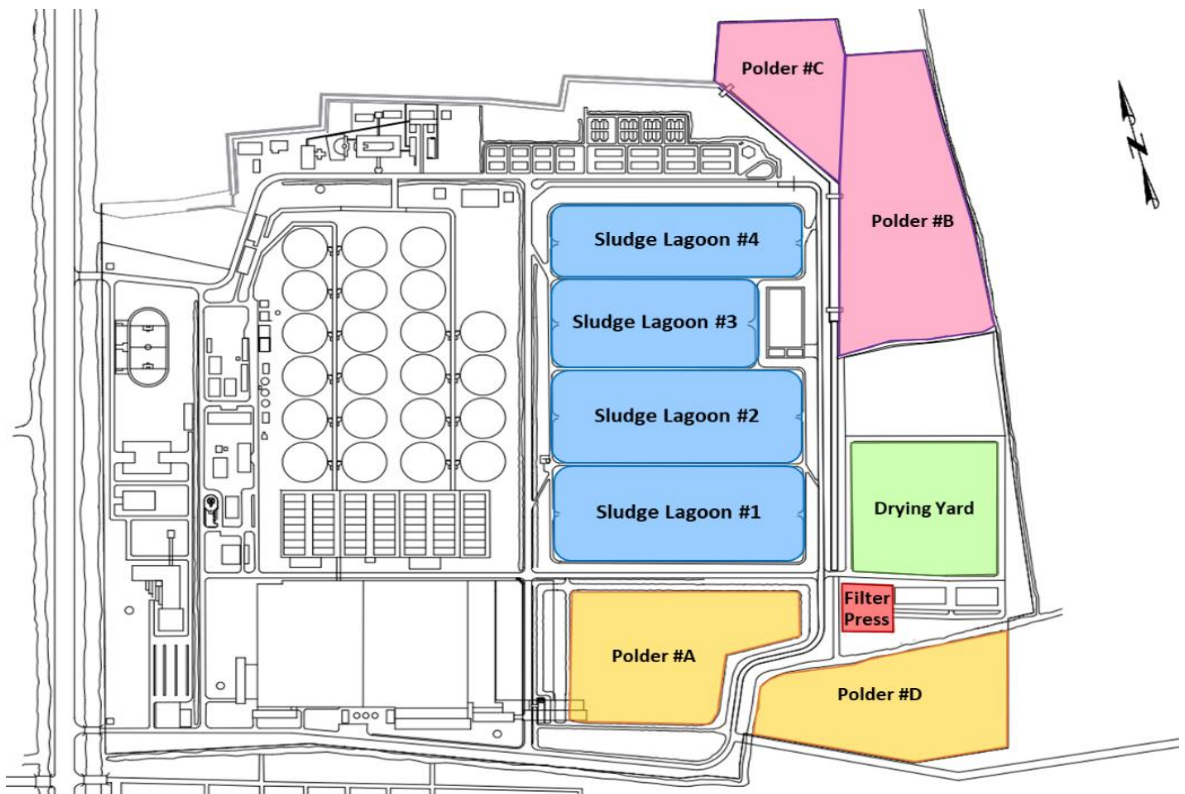 Polder #C
Polder #B
Sludge Lagoon #4
Sludge Lagoon #3
Sludge Lagoon #2
Sludge Lagoon #1
Drying Yard
Filter
Press
Polder #A
Polder #D
N